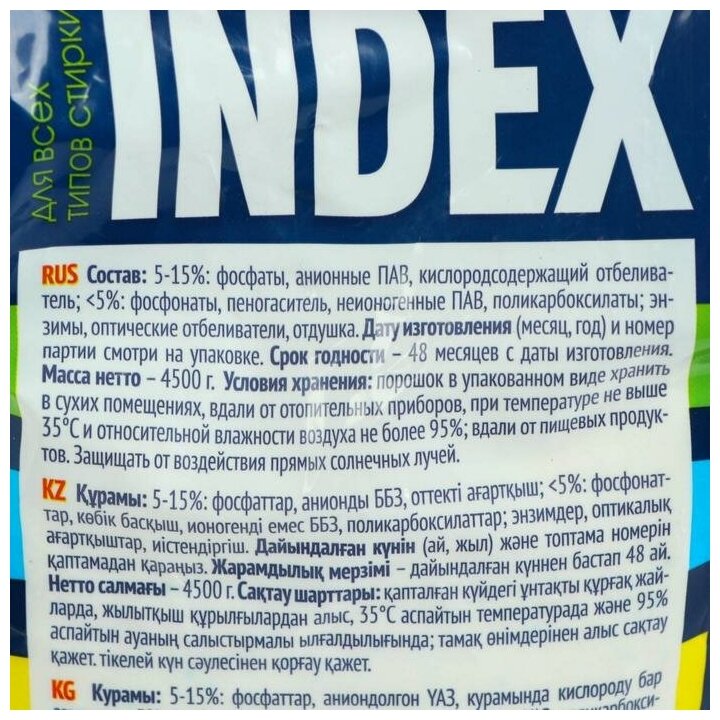 для всех
типов стирки
INDEX
RUS Состав: 5-15%: фосфаты, анионные ПАВ, кислородсодержащий отбелива-
тель; <5%: фосфонаты, пеногаситель, неионогенные ПАВ, поликарбоксилаты; эн-
зимы, оптические отбеливатели, отдушка. Дату изготовления (месяц, год) и номер
партии смотри на упаковке. Срок годности – 48 месяцев с даты изготовления.
Масса нетто – 4500 г. Условия хранения: порошок в упакованном виде хранить
в сухих помещениях, вдали от отопительных приборов, при температуре не выше
35°С и относительной влажности воздуха не более 95%; вдали от пищевых продук-
тов. Защищать от воздействия прямых солнечных лучей.
KZ Құрамы: 5-15%: фосфаттар, анионды ББЗ, оттекті ағартқыш; <5%: фосфонат-
тар, көбік басқыш, ионогенді емес ББЗ, поликарбоксилаттар; энзимдер, оптикалық
ағартқыштар, иістендіргіш. Дайындалған күнін (ай, жыл) және топтама нөмерін
қаптамадан қараңыз. Жарамдылық мерзімі – дайындалған күннен бастап 48 ай.
Нетто салмағы – 4500 г. Сақтау шарттары: қапталған күйдегі ұнтақты құрғақ жай-
ларда, жылытқыш құрылғылардан алыс, 35°С аспайтын температурада және 95%
аспайтын ауаның салыстырмалы ылғалдылығында; тамақ өнімдерінен алыс сақтау
қажет. тікелей күн сәулесінен қорғау қажет.
KG Курамы: 5-15%: фосфаттар, аниондолгон YАЗ, курамында кислороду бар